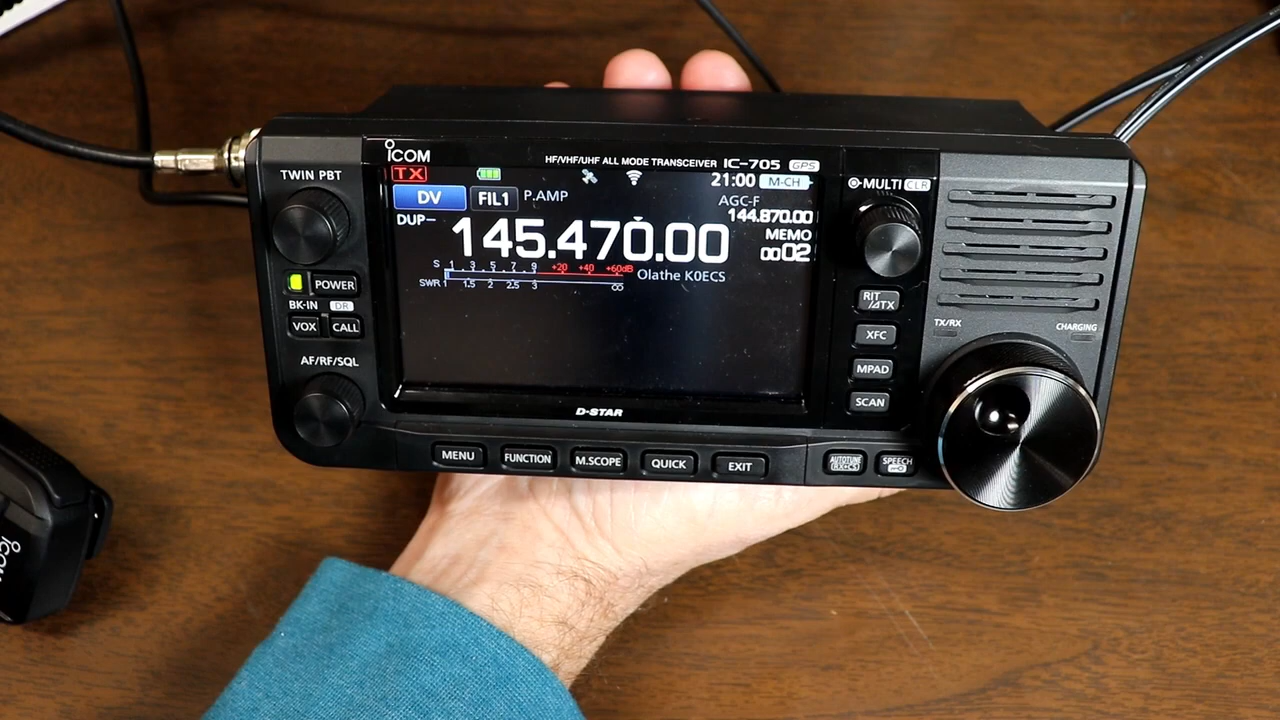 ICOM
HF/VHF/UHF ALL MODE TRANSCEIVER IC-705 GPS
TWIN PBT
TX
21:00 M-CH
MULTI CLR
DV FIL1 P.AMP
AGC-F
DUP-
144.870.00
145.470.00
MEMO
0002
S 1 3 5 7 9 +20 +40 +60dB
Olathe K0ECS
SWR 1 1.5 2 2.5 3 ∞
POWER
BK-IN DR
VOX CALL
AF/RF/SQL
RIT
/⊿TX
XFC
MPAD
SCAN
TX/RX
CHARGING
D-STAR
MENU FUNCTION M.SCOPE QUICK EXIT
AUTOTUNE
RX→CS
SPEECH
ICOM